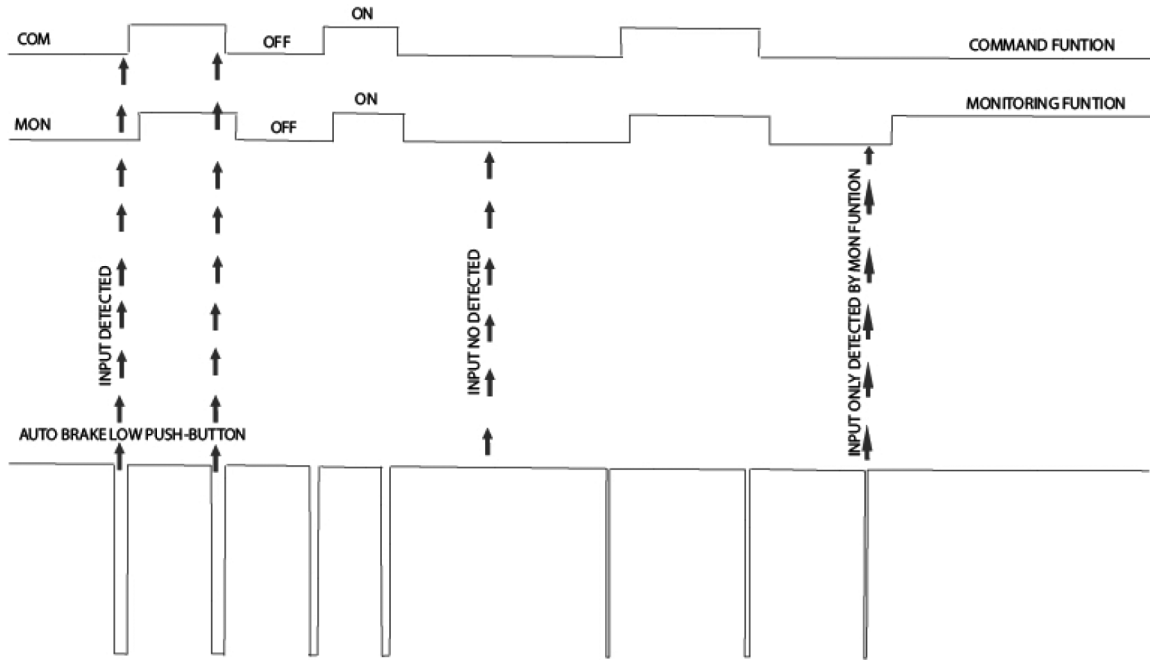 ON
COM
OFF
COMMAND FUNTION
ON
MONITORING FUNTION
MON
OFF
INPUT DETECTED
INPUT NO DETECTED
INPUT ONLY DETECTED BY MON FUNTION
AUTO BRAKE LOW PUSH-BUTTON